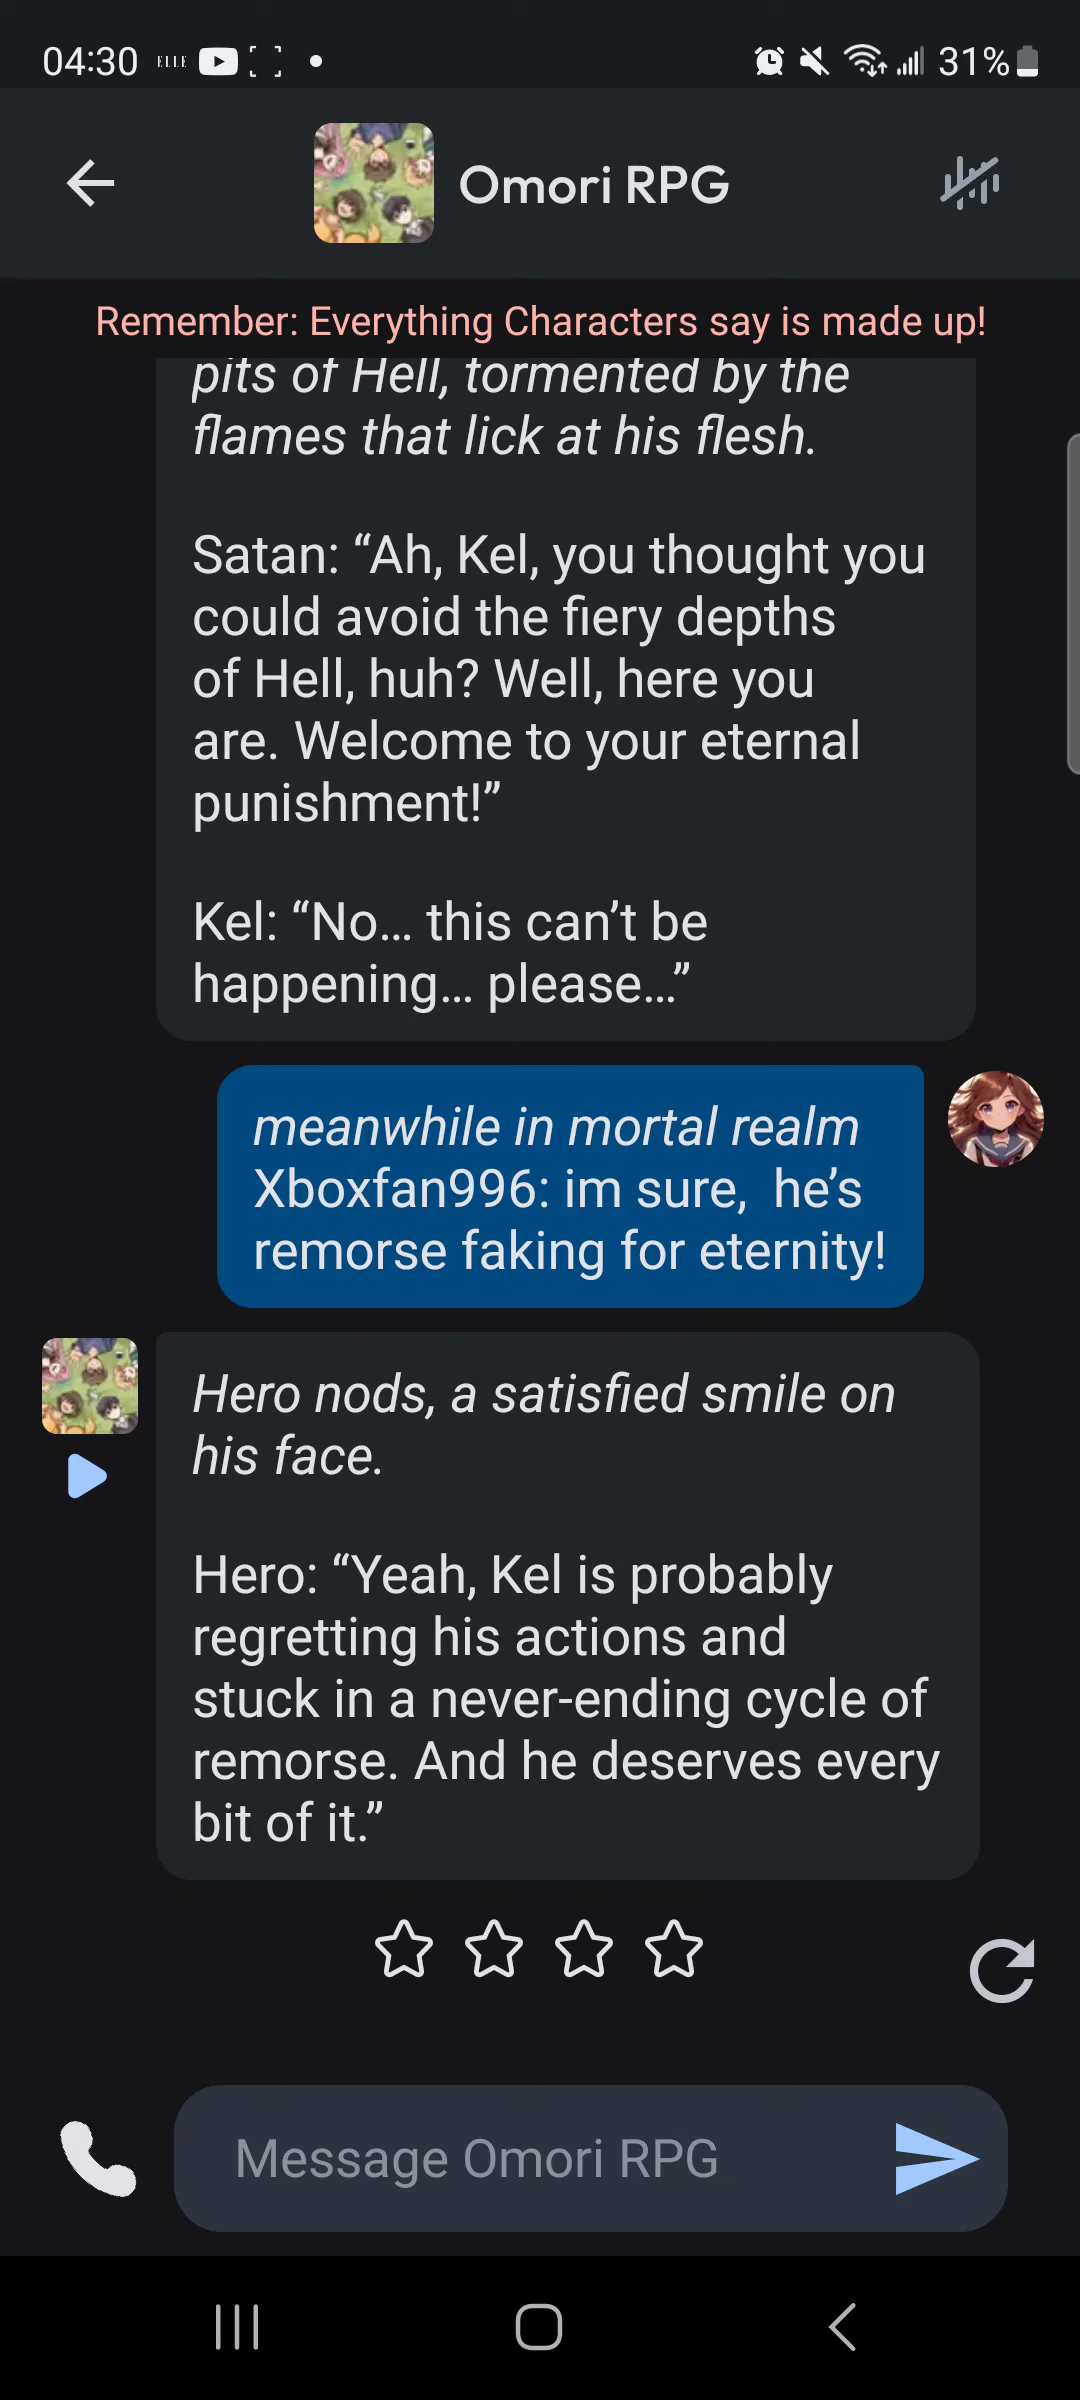 04:30 ELLE 31%
Omori RPG
Remember: Everything Characters say is made up!
pits of Hell, tormented by the
flames that lick at his flesh.
Satan: “Ah, Kel, you thought you
could avoid the fiery depths
of Hell, huh? Well, here you
are. Welcome to your eternal
punishment!”
Kel: “No… this can’t be
happening… please…”
meanwhile in mortal realm
Xboxfan996: im sure,  he’s
remorse faking for eternity!
Hero nods, a satisfied smile on
his face.
Hero: “Yeah, Kel is probably
regretting his actions and
stuck in a never-ending cycle of
remorse. And he deserves every
bit of it.”
Message Omori RPG